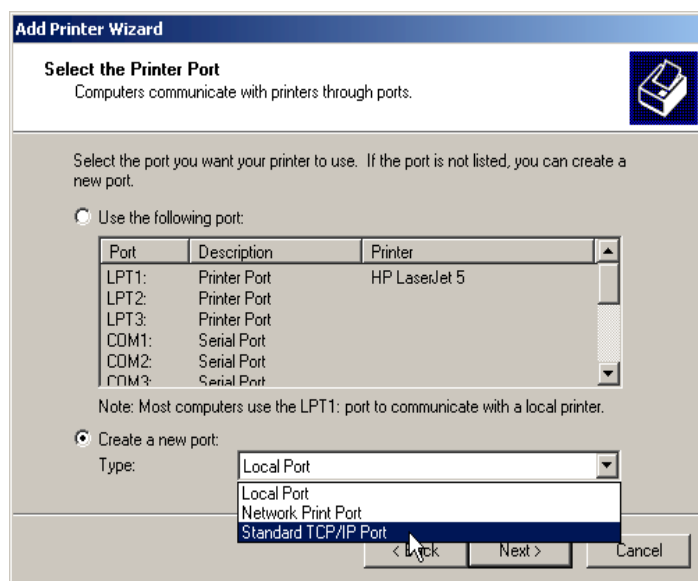 Add Printer Wizard
Select the Printer Port
Computers communicate with printers through ports.
Select the port you want your printer to use. If the port is not listed, you can create a
new port.
Use the following port:
Port Description Printer
LPT1: Printer Port HP LaserJet 5
LPT2: Printer Port
LPT3: Printer Port
COM1: Serial Port
COM2: Serial Port
COM3: Serial Port
Note: Most computers use the LPT1: port to communicate with a local printer.
Create a new port:
Type: Local Port
Local Port
Network Print Port
Standard TCP/IP Port
< Back Next > Cancel